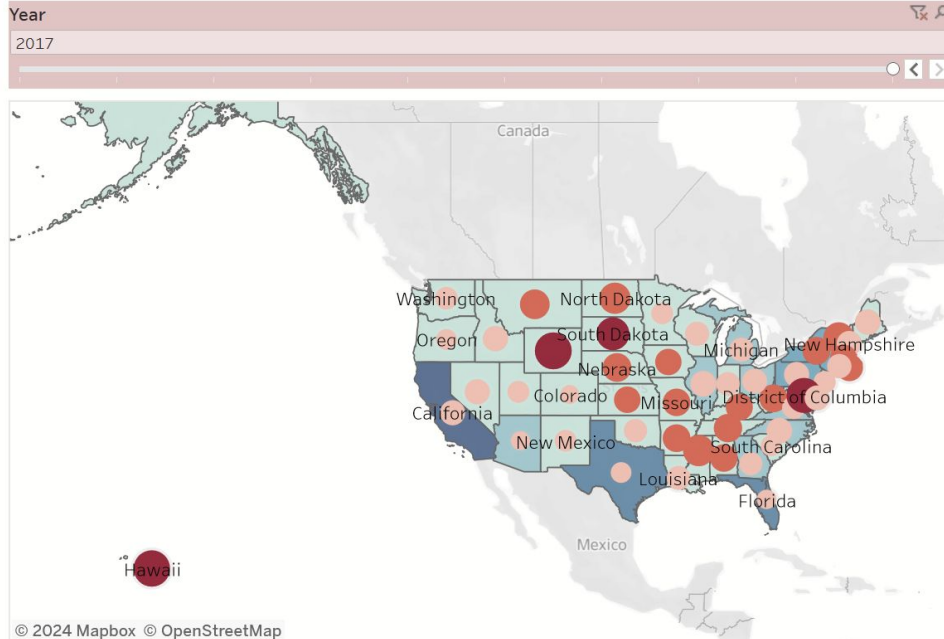 Year
2017
Canada
Washington
North Dakota
Oregon
South Dakota
Michigan
New Hampshire
Nebraska
Colorado
Missouri
District of Columbia
California
New Mexico
South Carolina
Louisiana
Florida
Mexico
Hawaii
© 2024 Mapbox © OpenStreetMap